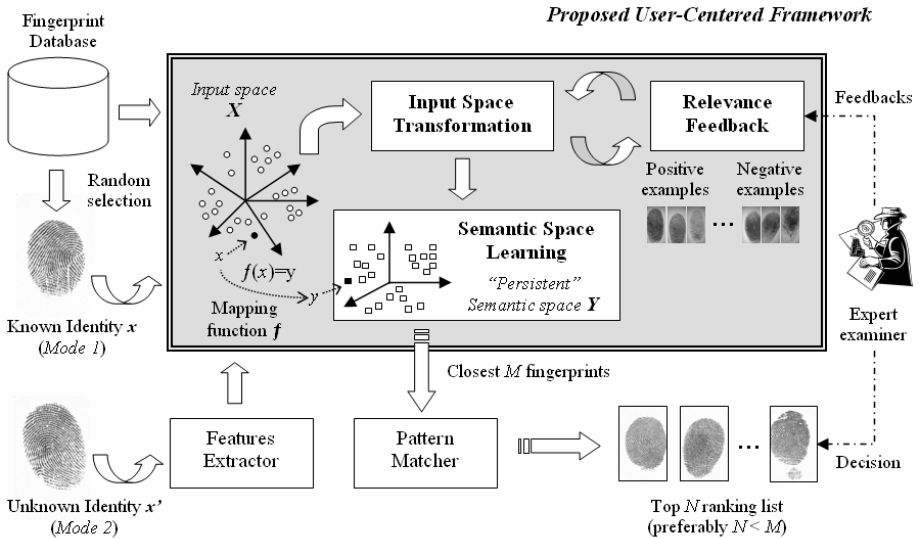 Proposed User-Centered Framework
Fingerprint
Database
Input space
X
Input Space
Transformation
Relevance
Feedback
Feedbacks
Random
selection
Positive
examples
Negative
examples
...
x
f(x)=y
y
Mapping
function f
Semantic Space
Learning
"Persistent"
Semantic space Y
Known Identity x
(Mode 1)
Expert
examiner
Closest M fingerprints
Features
Extractor
Pattern
Matcher
...
Decision
Unknown Identity x'
(Mode 2)
Top N ranking list
(preferably N < M)